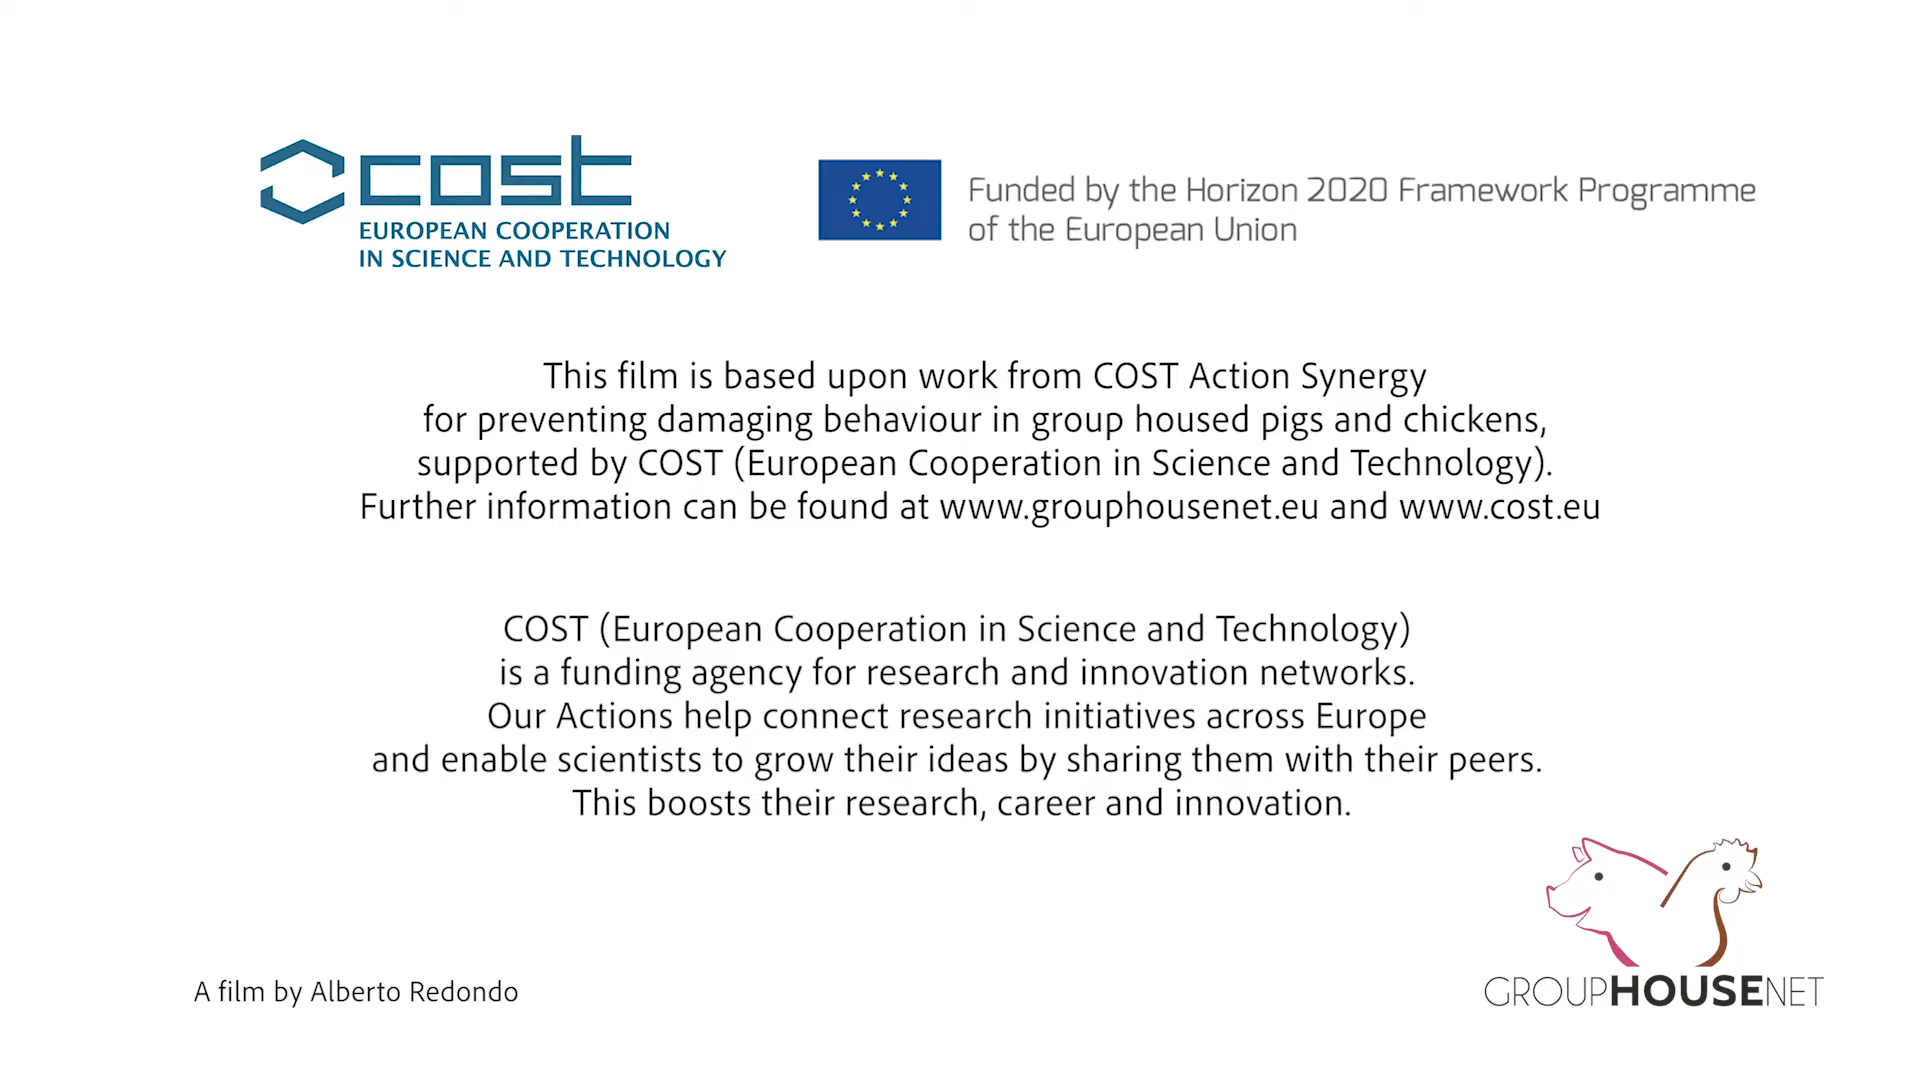 cost
EUROPEAN COOPERATION
IN SCIENCE AND TECHNOLOGY
Funded by the Horizon 2020 Framework Programme
of the European Union
This film is based upon work from COST Action Synergy
for preventing damaging behaviour in group housed pigs and chickens,
supported by COST (European Cooperation in Science and Technology).
Further information can be found at www.grouphousenet.eu and www.cost.eu
COST (European Cooperation in Science and Technology)
is a funding agency for research and innovation networks.
Our Actions help connect research initiatives across Europe
and enable scientists to grow their ideas by sharing them with their peers.
This boosts their research, career and innovation.
A film by Alberto Redondo
GROUPHOUSENET